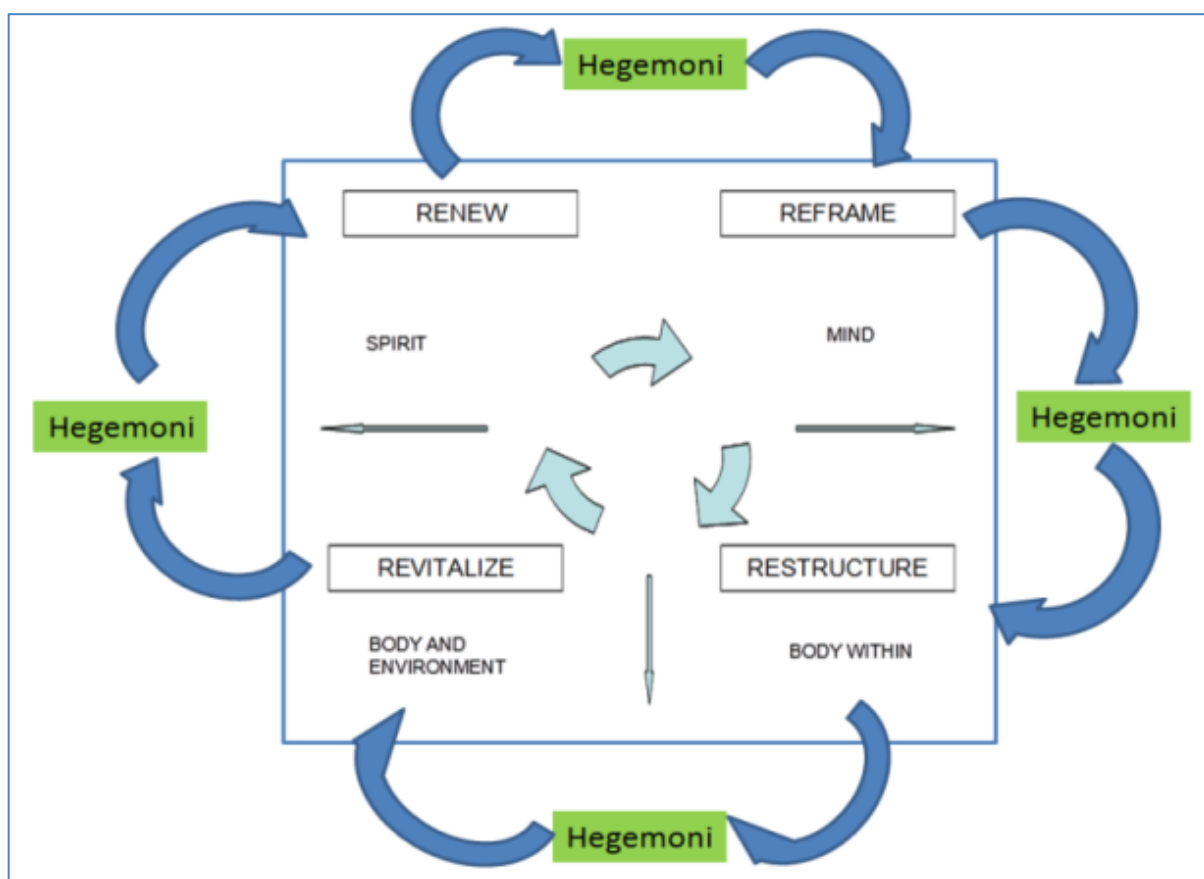 Hegemoni
RENEW
REFRAME
SPIRIT
MIND
Hegemoni
Hegemoni
REVITALIZE
RESTRUCTURE
BODY AND
ENVIRONMENT
BODY WITHIN
Hegemoni